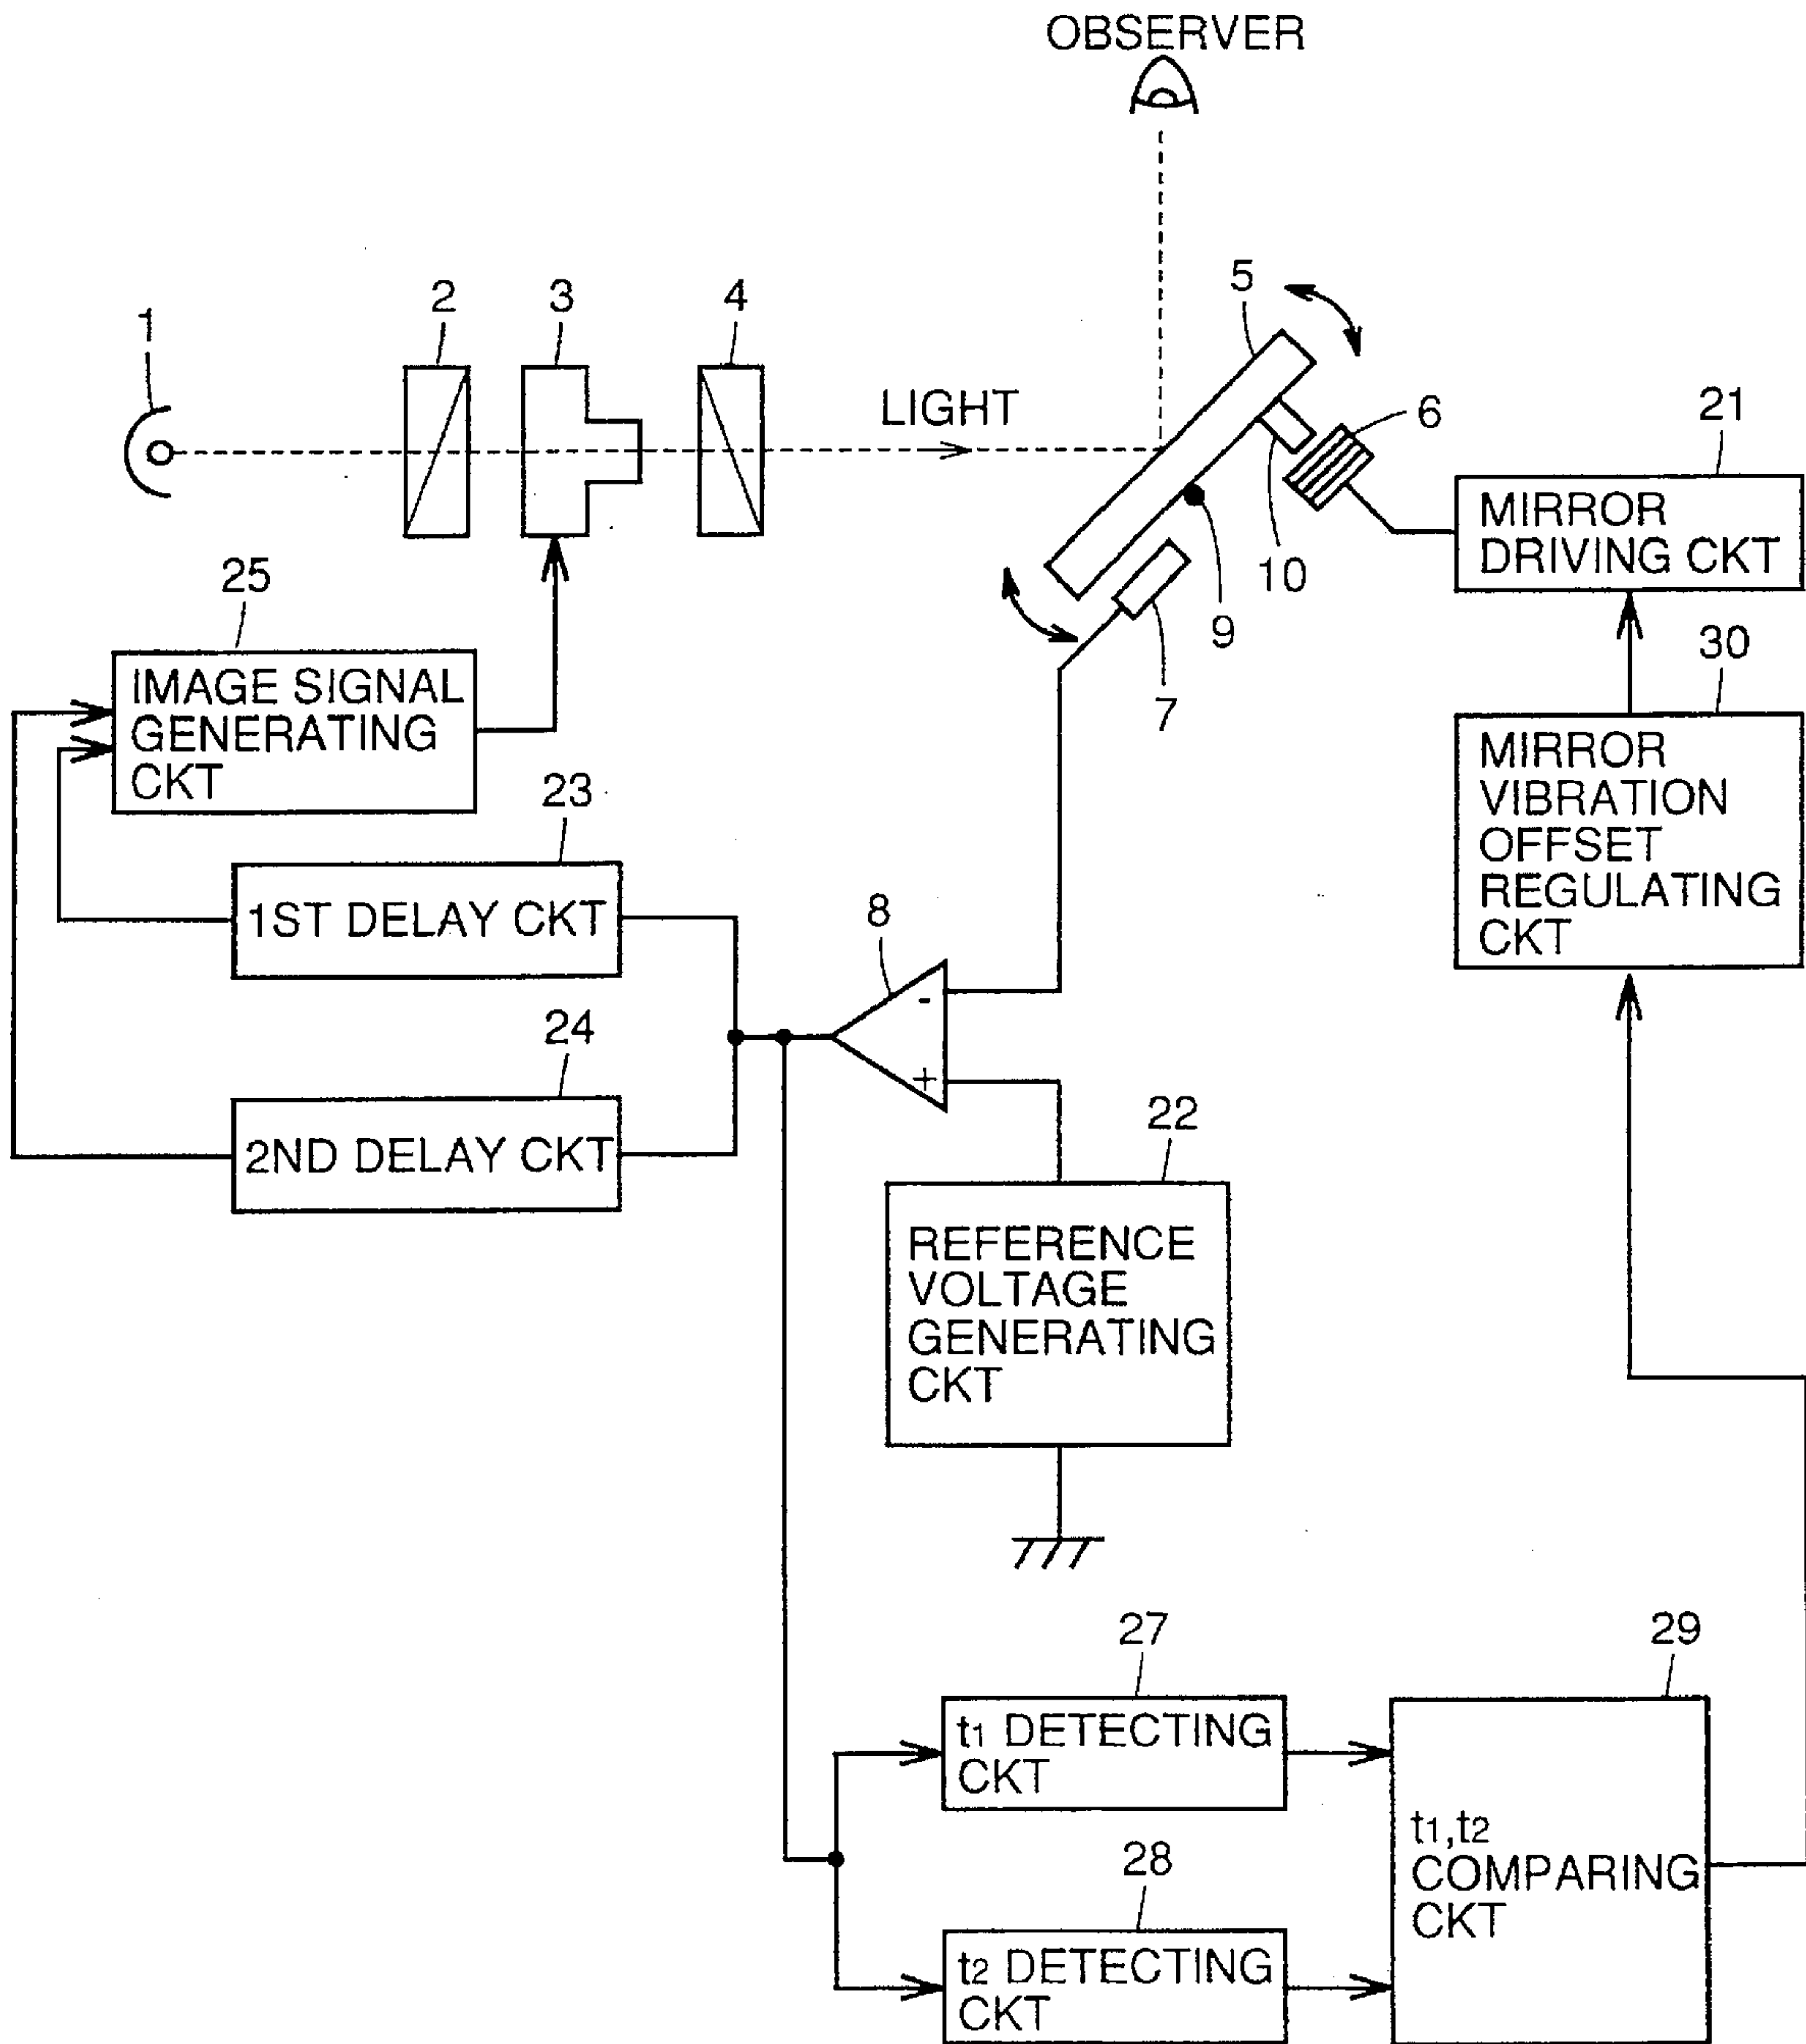 OBSERVER
1
2
3
4
5
LIGHT
6
21
MIRROR
DRIVING CKT
10
9
7
25
IMAGE SIGNAL
GENERATING
CKT
30
MIRROR
VIBRATION
OFFSET
REGULATING
CKT
23
1ST DELAY CKT
8
-
+
24
2ND DELAY CKT
22
REFERENCE
VOLTAGE
GENERATING
CKT
27
t1 DETECTING
CKT
29
t1,t2
COMPARING
CKT
28
t2 DETECTING
CKT